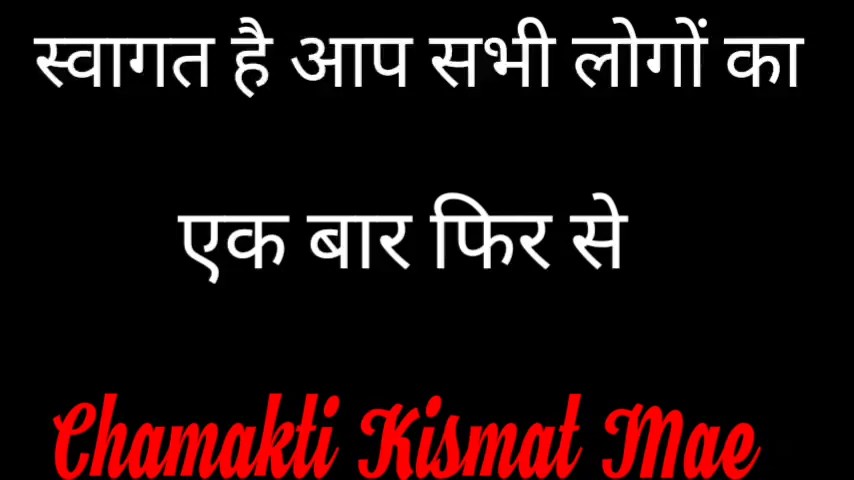 स्वागत है आप सभी लोगों का
एक बार फिर से
Chamakti Kismat Mae